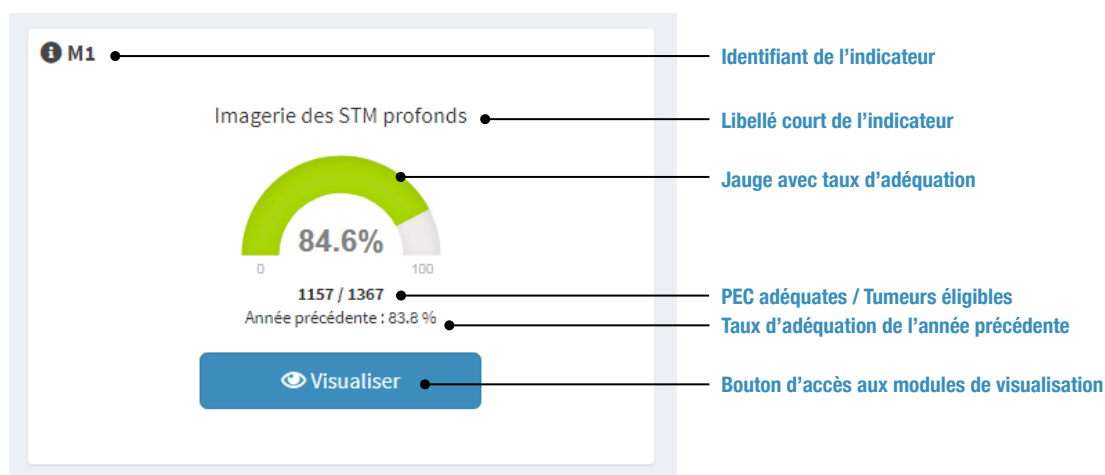 M1
Identifiant de l'indicateur
Imagerie des STM profonds
Libellé court de l'indicateur
Jauge avec taux d'adéquation
84.6%
0
100
1157 / 1367
PEC adéquates / Tumeurs éligibles
Année précédente : 83.8 %
Taux d'adéquation de l'année précédente
Visualiser
Bouton d'accès aux modules de visualisation